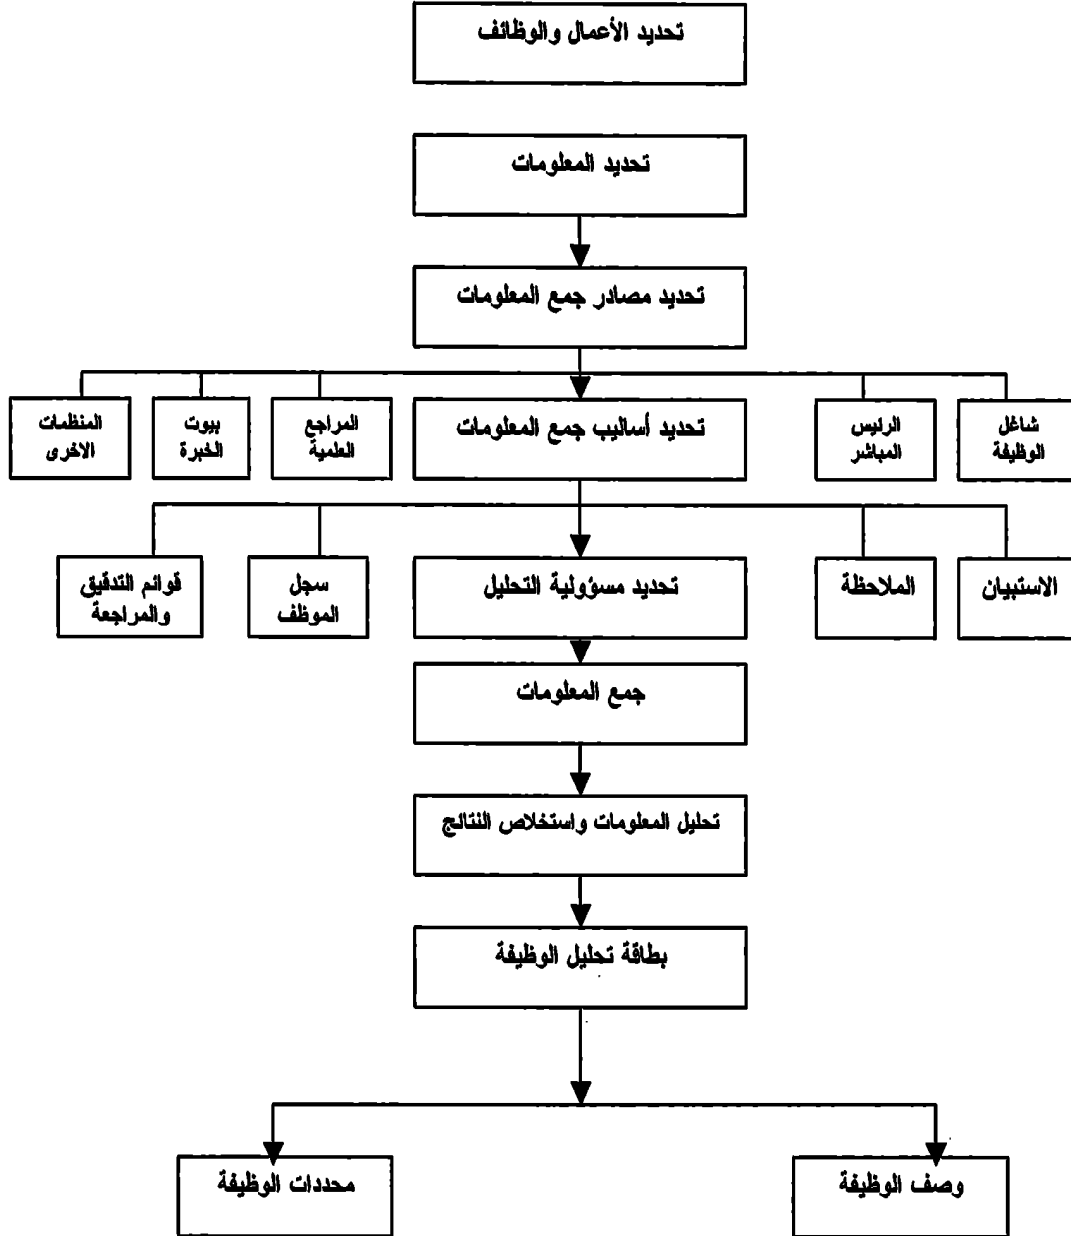 تحديد الأعمال والوظائف
تحديد المعلومات
تحديد مصادر جمع المعلومات
شاغل
الوظيفة
الرئيس
المباشر
تحديد أساليب جمع المعلومات
المراجع
العلمية
بيوت
الخبرة
المنظمات
الاخرى
الاستبيان
الملاحظة
تحديد مسؤولية التحليل
سجل
الموظف
قوائم التدقيق
والمراجعة
جمع المعلومات
تحليل المعلومات واستخلاص النتائج
بطاقة تحليل الوظيفة
وصف الوظيفة
محددات الوظيفة